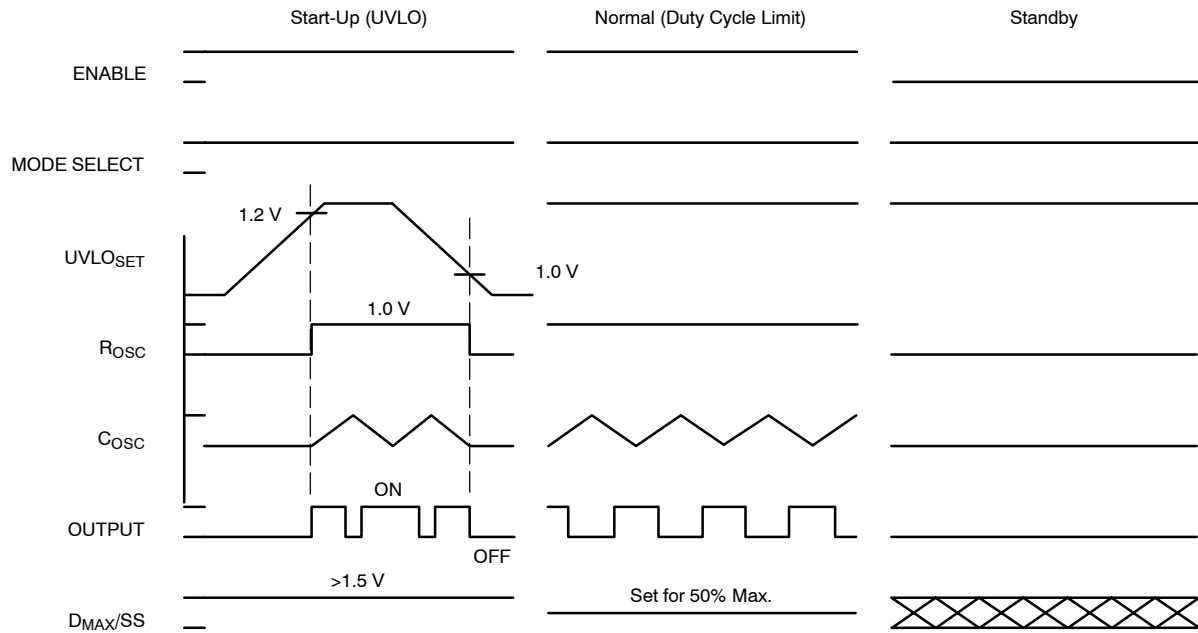 Start-Up (UVLO) Normal (Duty Cycle Limit) Standby
ENABLE
MODE SELECT
1.2 V
UVLOSET
1.0 V
1.0 V
ROSC
COSC
ON
OUTPUT
OFF
>1.5 V
Set for 50% Max.
DMAX/SS